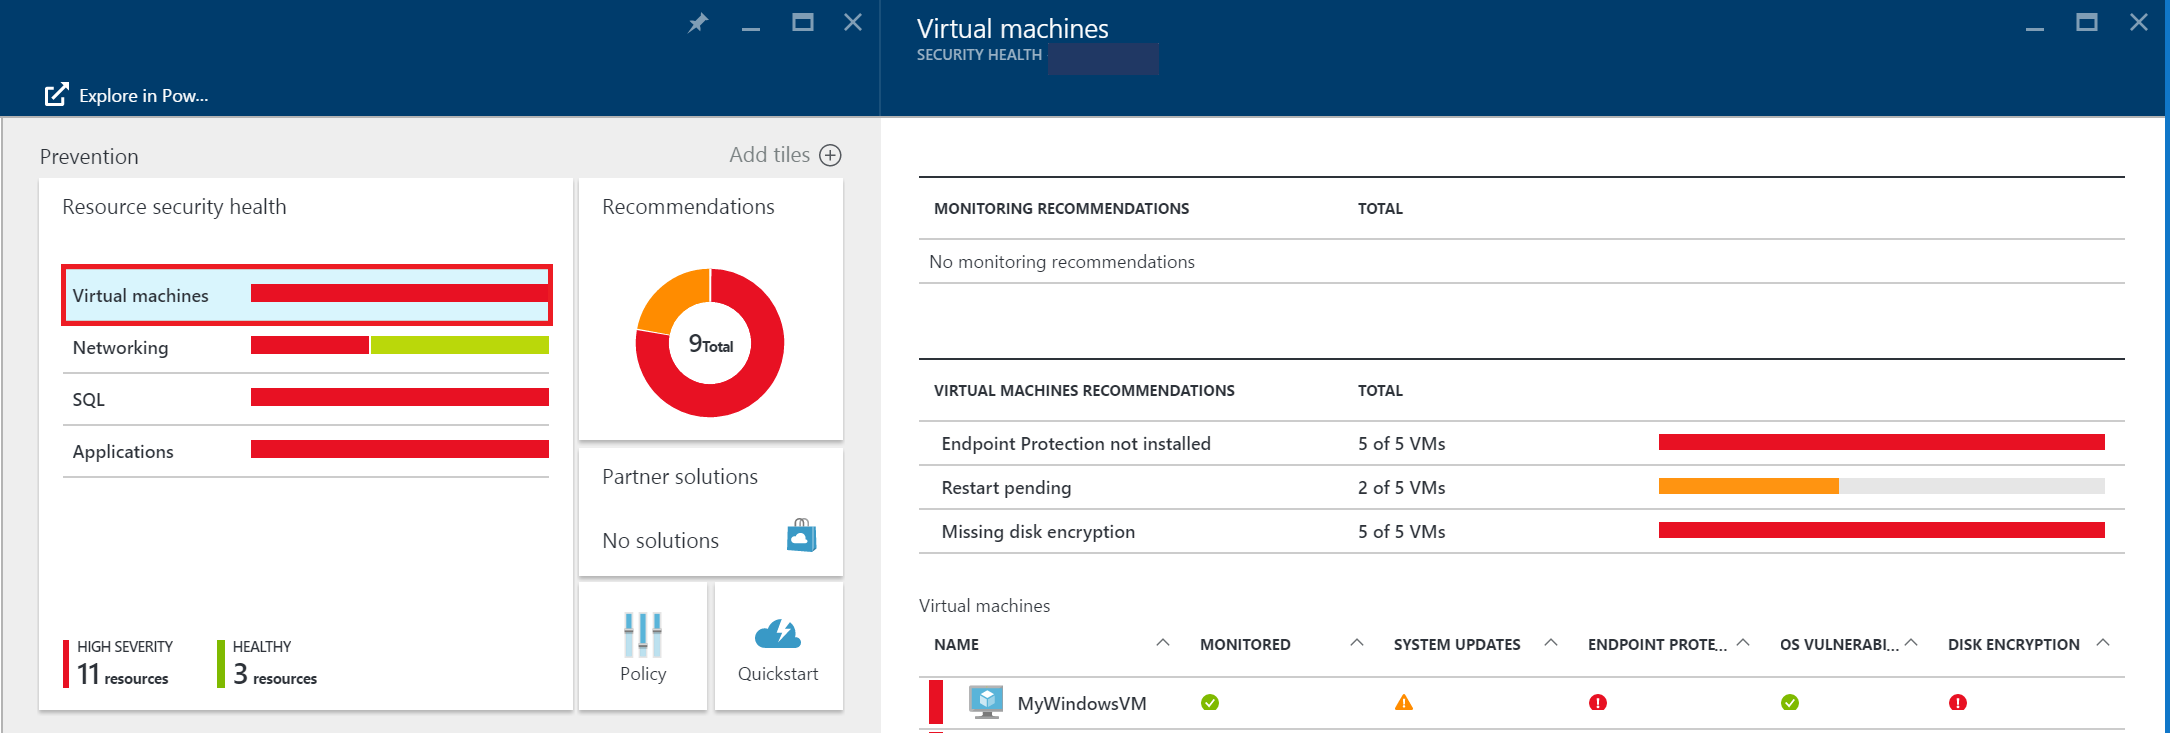 Explore in Pow...
Prevention
Add tiles
Resource security health
Virtual machines
Networking
SQL
Applications
HIGH SEVERITY
11 resources
HEALTHY
3 resources
Recommendations
9Total
Partner solutions
No solutions
Policy
Quickstart
Virtual machines
SECURITY HEALTH
MONITORING RECOMMENDATIONS TOTAL
No monitoring recommendations
VIRTUAL MACHINES RECOMMENDATIONS TOTAL
Endpoint Protection not installed 5 of 5 VMs
Restart pending 2 of 5 VMs
Missing disk encryption 5 of 5 VMs
Virtual machines
NAME MONITORED SYSTEM UPDATES ENDPOINT PROTE... OS VULNERABI... DISK ENCRYPTION
MyWindowsVM